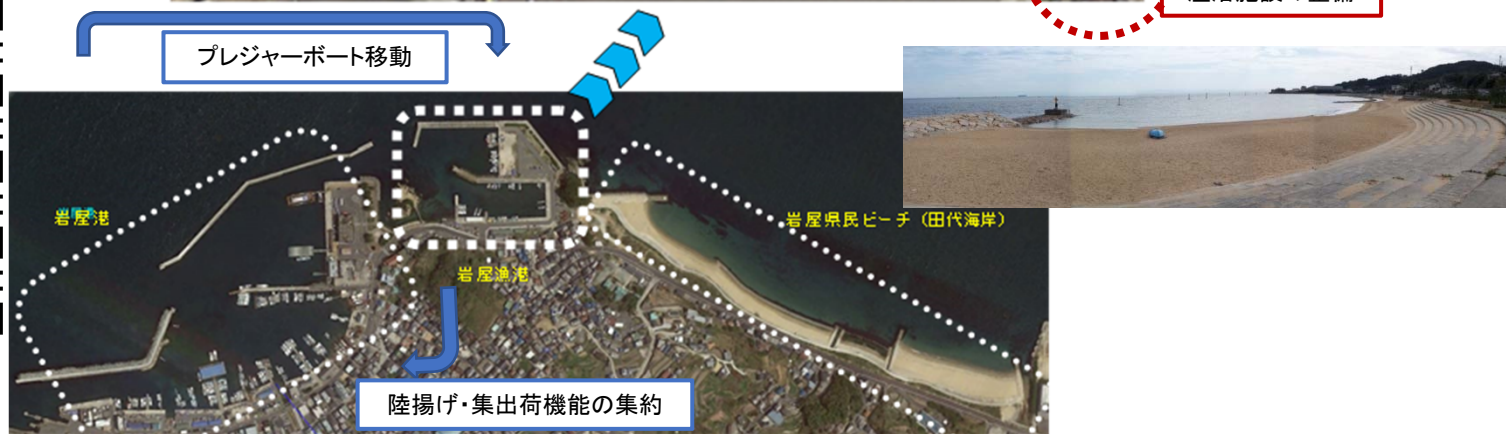 プレジャーボート移動
岩屋港
岩屋県民ビーチ（田代海岸）
岩屋漁港
陸揚げ・集出荷機能の集約